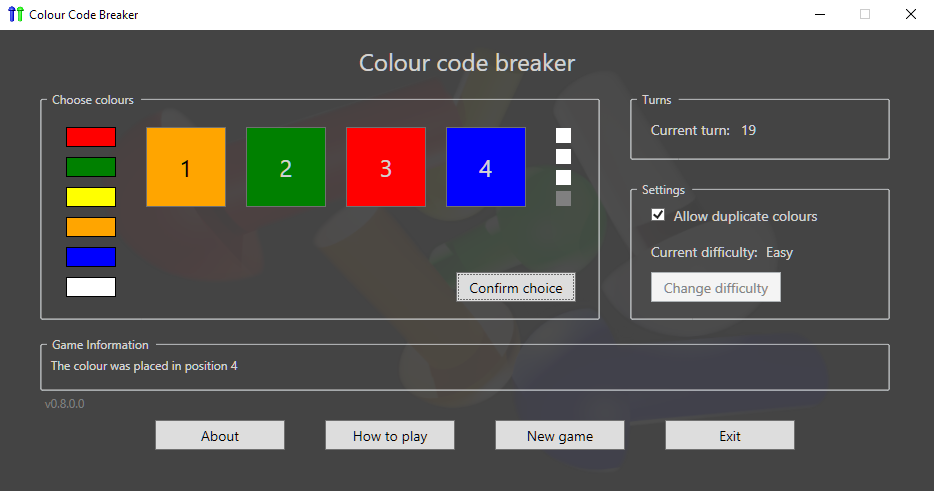 Colour Code Breaker
Colour code breaker
Choose colours
1 2 3 4
Confirm choice
Turns
Current turn: 19
Settings
Allow duplicate colours
Current difficulty: Easy
Change difficulty
Game Information
The colour was placed in position 4
v0.8.0.0
About
How to play
New game
Exit